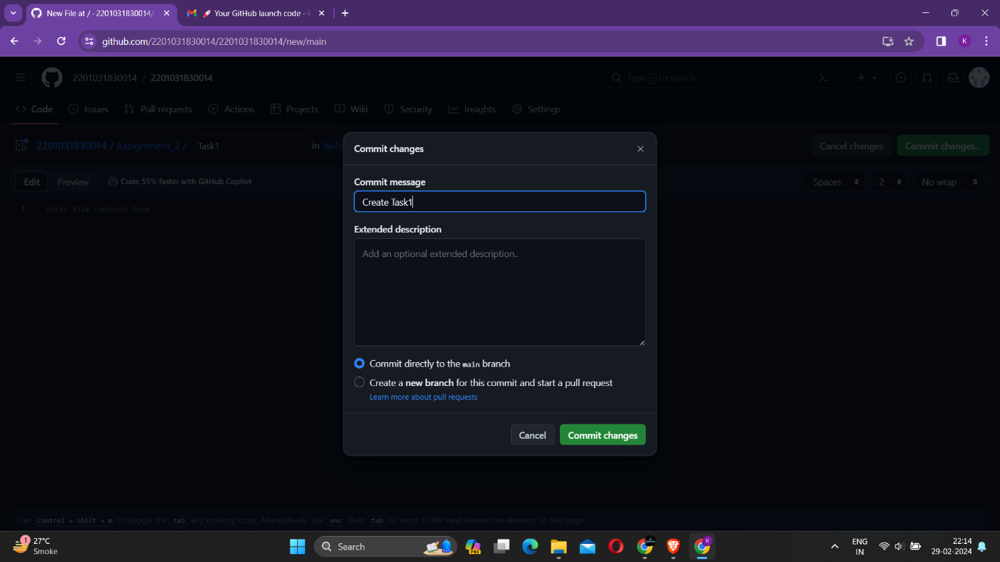 New File at / · 2201031830014/
🚀 Your GitHub launch code -
github.com/2201031830014/2201031830014/new/main
K
2201031830014 / 2201031830014
Type / to search
Code
Issues
Pull requests
Actions
Projects
Wiki
Security
Insights
Settings
2201031830014 / Assignment_2 / Task1 in main
Cancel changes
Commit changes...
Edit
Preview
Code 55% faster with GitHub Copilot
Spaces
2
No wrap
1 Enter file contents here
Commit changes
Commit message
Create Task1
Extended description
Add an optional extended description..
Commit directly to the main branch
Create a new branch for this commit and start a pull request
Learn more about pull requests
Cancel
Commit changes
Use Control + Shift + m to toggle the tab key moving focus. Alternatively, use esc then tab to move to the next interactive element on the page.
1
27°C
Smoke
Search
PRE
K
ENG
IN
22:14
29-02-2024